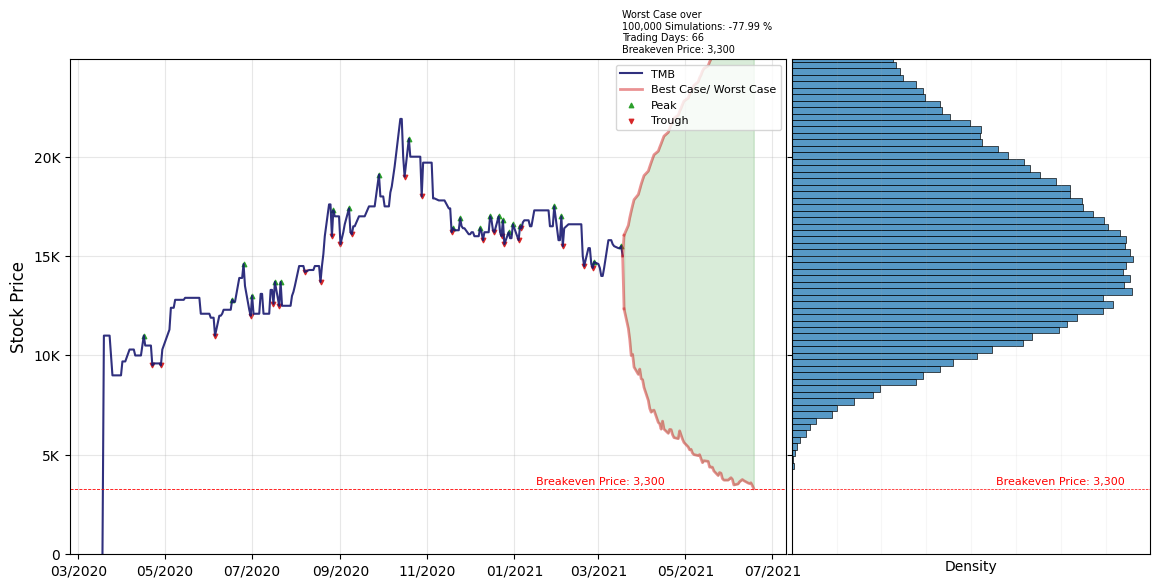 Worst Case over
100,000 Simulations: -77.99 %
Trading Days: 66
Breakeven Price: 3,300
TMB
Best Case/ Worst Case
Peak
Trough
Stock Price
20K
15K
10K
5K
0
Breakeven Price: 3,300
Breakeven Price: 3,300
03/2020
05/2020
07/2020
09/2020
11/2020
01/2021
03/2021
05/2021
07/2021
Density